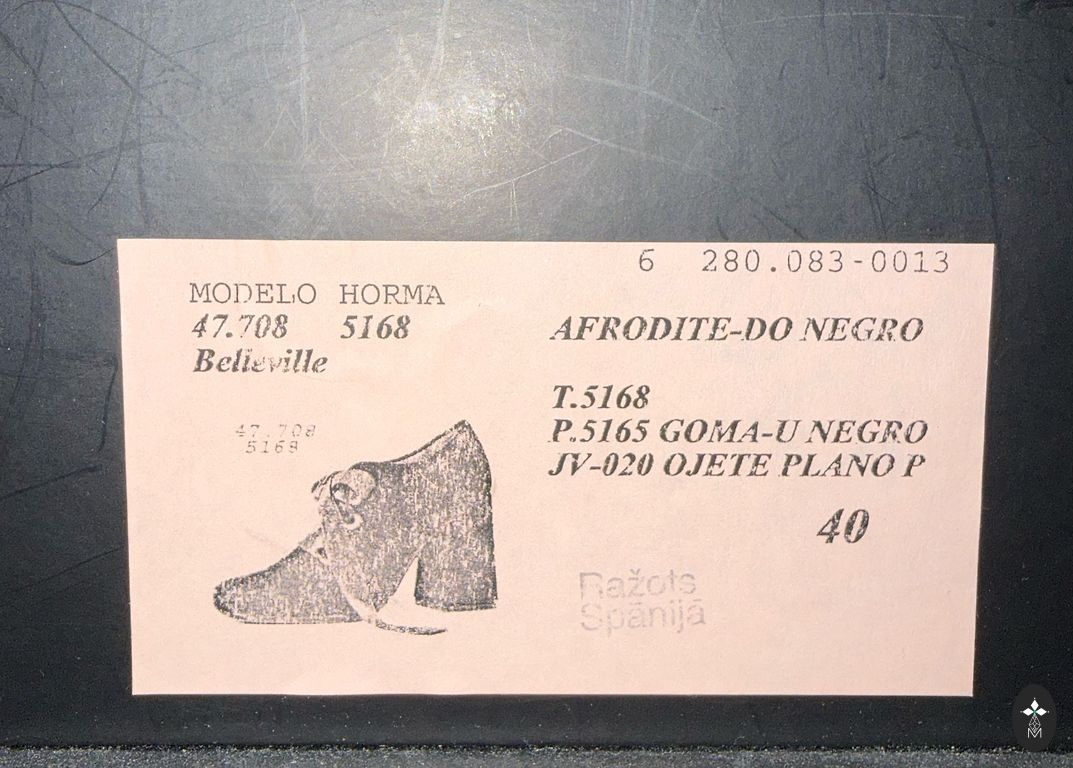 6 280.083-0013
MODELO HORMA
47.708 5168
Belleville
AFRODITE-DO NEGRO
T.5168
P.5165 GOMA-U NEGRO
JV-020 OJETE PLANO P
47.708
5168
40
Ražots
Spānijā
M